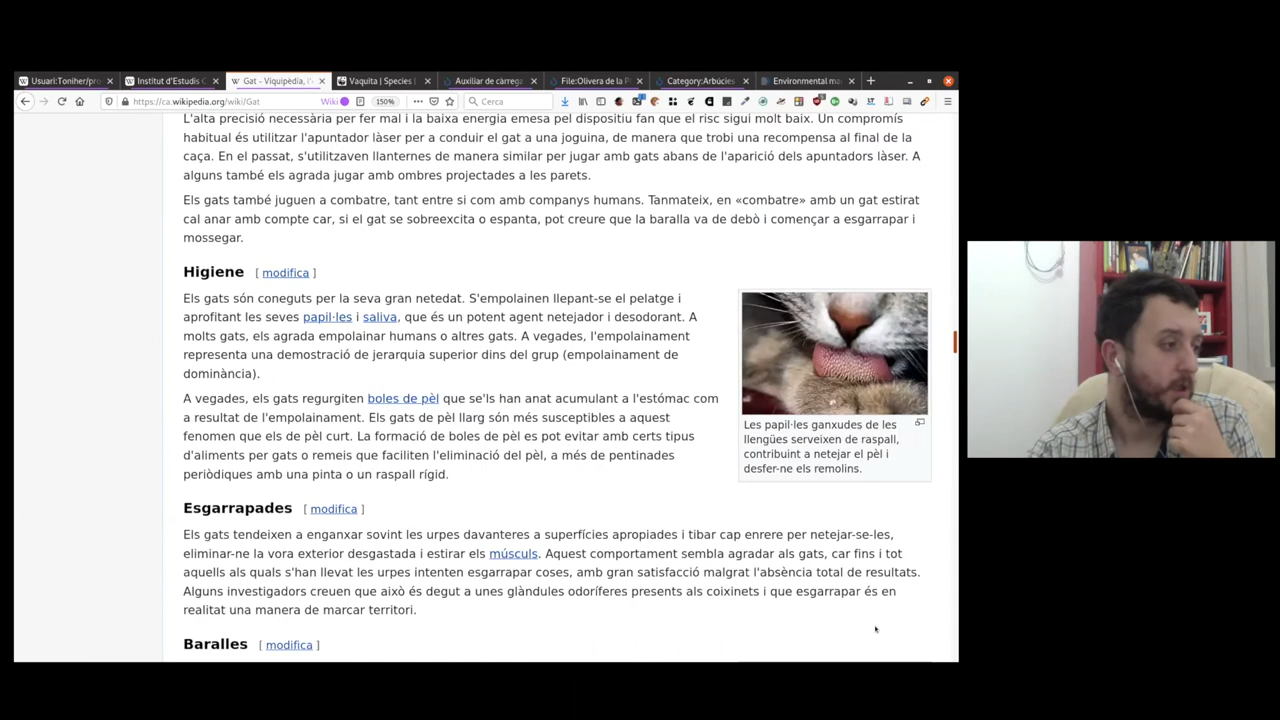 Usuari:Toniher/pro
Institut d'Estudis C
Gat - Viquipèdia, l'e
Vaquita | Species |
Auxiliar de càrrega
File:Olivera de la P
Category:Arbúcies
Environmental ma
https://ca.wikipedia.org/wiki/Gat
Wiki
150%
Cerca
L'alta precisió necessària per fer mal i la baixa energia emesa pel dispositiu fan que el risc sigui molt baix. Un compromís
habitual és utilitzar l'apuntador làser per a conduir el gat a una joguina, de manera que trobi una recompensa al final de la
caça. En el passat, s'utilitzaven llanternes de manera similar per jugar amb gats abans de l'aparició dels apuntadors làser. A
alguns també els agrada jugar amb ombres projectades a les parets.
Els gats també juguen a combatre, tant entre si com amb companys humans. Tanmateix, en «combatre» amb un gat estirat
cal anar amb compte car, si el gat se sobreexcita o espanta, pot creure que la baralla va de debò i començar a esgarrapar i
mossegar.
Higiene [ modifica ]
Els gats són coneguts per la seva gran netedat. S'empolainen llepant-se el pelatge i
aprofitant les seves papil·les i saliva, que és un potent agent netejador i desodorant. A
molts gats, els agrada empolainar humans o altres gats. A vegades, l'empolainament
representa una demostració de jerarquia superior dins del grup (empolainament de
dominància).
A vegades, els gats regurgiten boles de pèl que se'ls han anat acumulant a l'estómac com
a resultat de l'empolainament. Els gats de pèl llarg són més susceptibles a aquest
fenomen que els de pèl curt. La formació de boles de pèl es pot evitar amb certs tipus
d'aliments per gats o remeis que faciliten l'eliminació del pèl, a més de pentinades
periòdiques amb una pinta o un raspall rígid.
Les papil·les ganxudes de les
llengües serveixen de raspall,
contribuint a netejar el pèl i
desfer-ne els remolins.
Esgarrapades [ modifica ]
Els gats tendeixen a enganxar sovint les urpes davanteres a superfícies apropiades i tibar cap enrere per netejar-se-les,
eliminar-ne la vora exterior desgastada i estirar els músculs. Aquest comportament sembla agradar als gats, car fins i tot
aquells als quals s'han llevat les urpes intenten esgarrapar coses, amb gran satisfacció malgrat l'absència total de resultats.
Alguns investigadors creuen que això és degut a unes glàndules odoríferes presents als coixinets i que esgarrapar és en
realitat una manera de marcar territori.
Baralles [ modifica ]